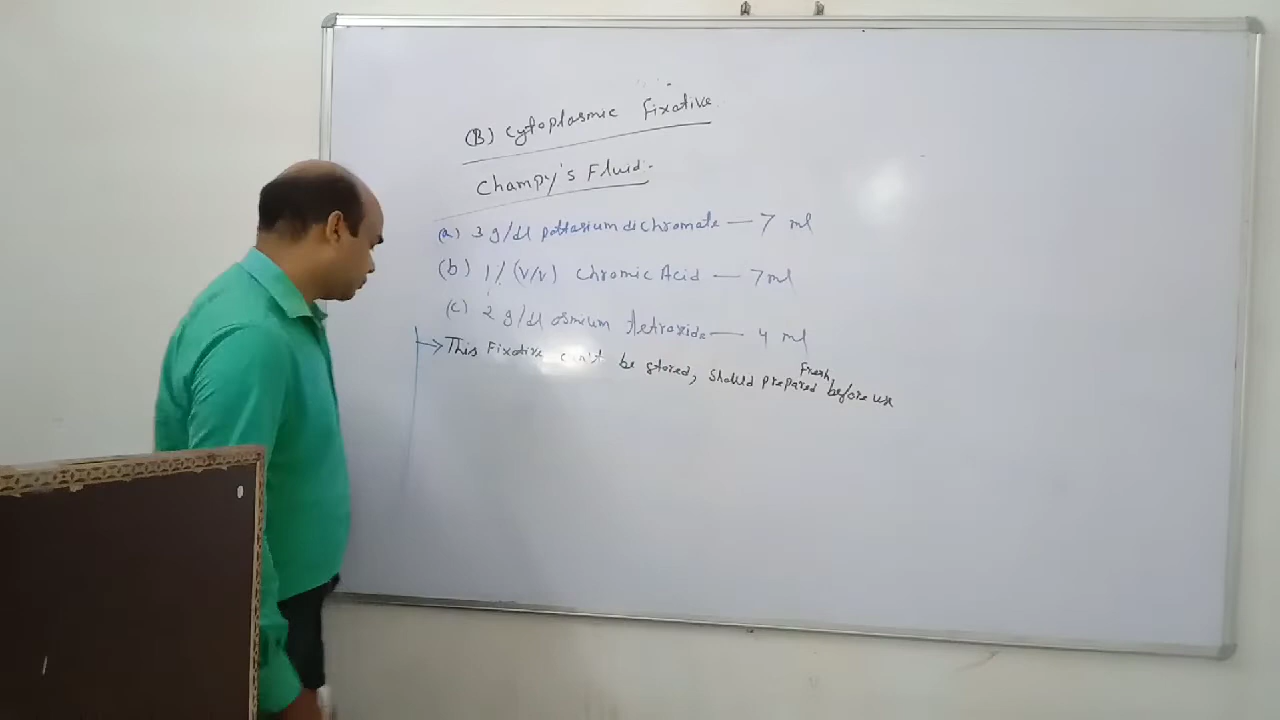 (B) Cytoplasmic Fixative
Champy's Fluid.
(a) 3 g/dl potassium dichromate — 7 ml
(b) 1% (v/v) chromic Acid — 7 ml
(c) 2 g/dl osmium tetroxide — 4 ml
→ This Fixative can't be stored, should prepared Fresh before use